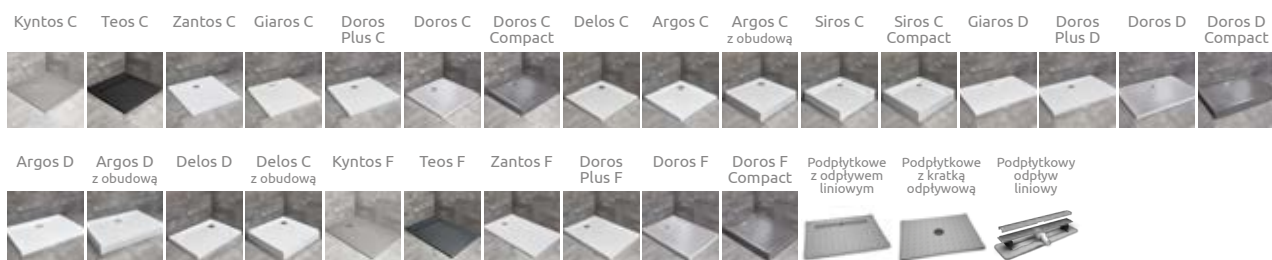 Kyntos C
Teos C
Zantos C
Giaros C
Doros
Plus C
Doros C
Doros C
Compact
Delos C
Argos C
Argos C
z obudową
Siros C
Siros C
Compact
Giaros D
Doros
Plus D
Doros D
Doros D
Compact
Argos D
Argos D
z obudową
Delos D
Delos C
z obudową
Kyntos F
Teos F
Zantos F
Doros
Plus F
Doros F
Doros F
Compact
Podpłytkowe
z odpływem
liniowym
Podpłytkowe
z kratką
odpływową
Podpłytkowy
odpływ
liniowy